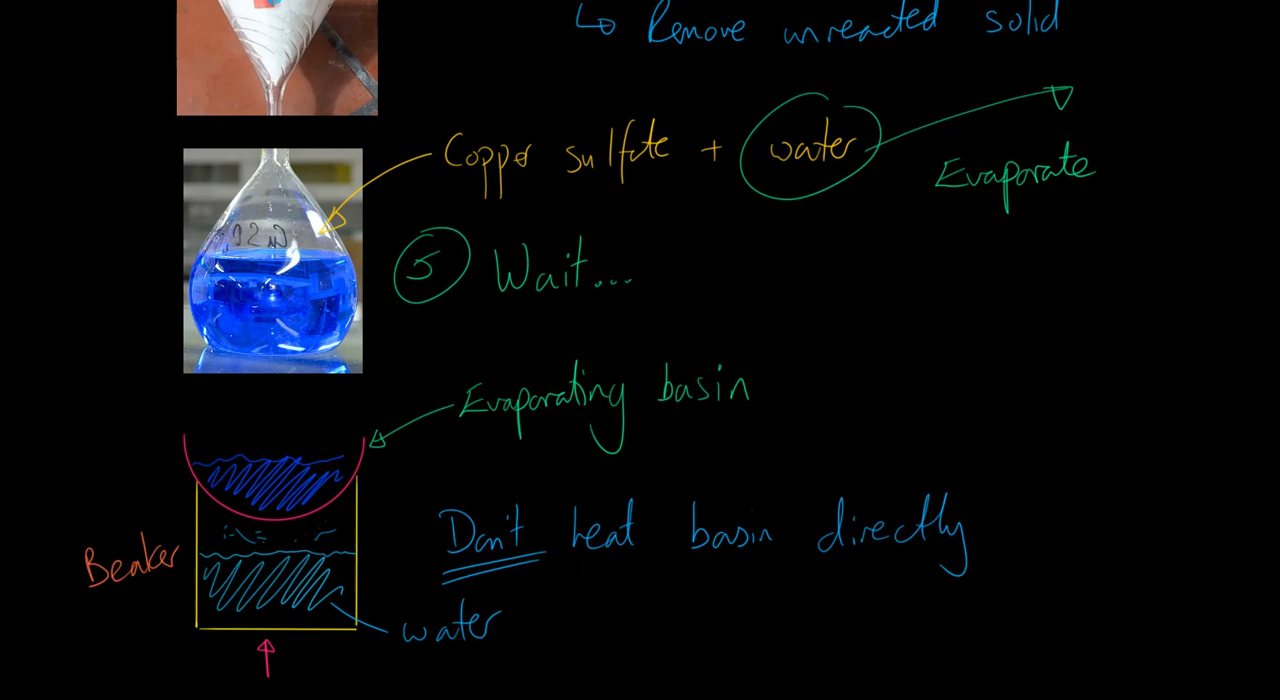 ↳ Remove unreacted solid
Copper sulfate + water
Evaporate
5 Wait...
Evaporating basin
Don't heat basin directly
Beaker
water